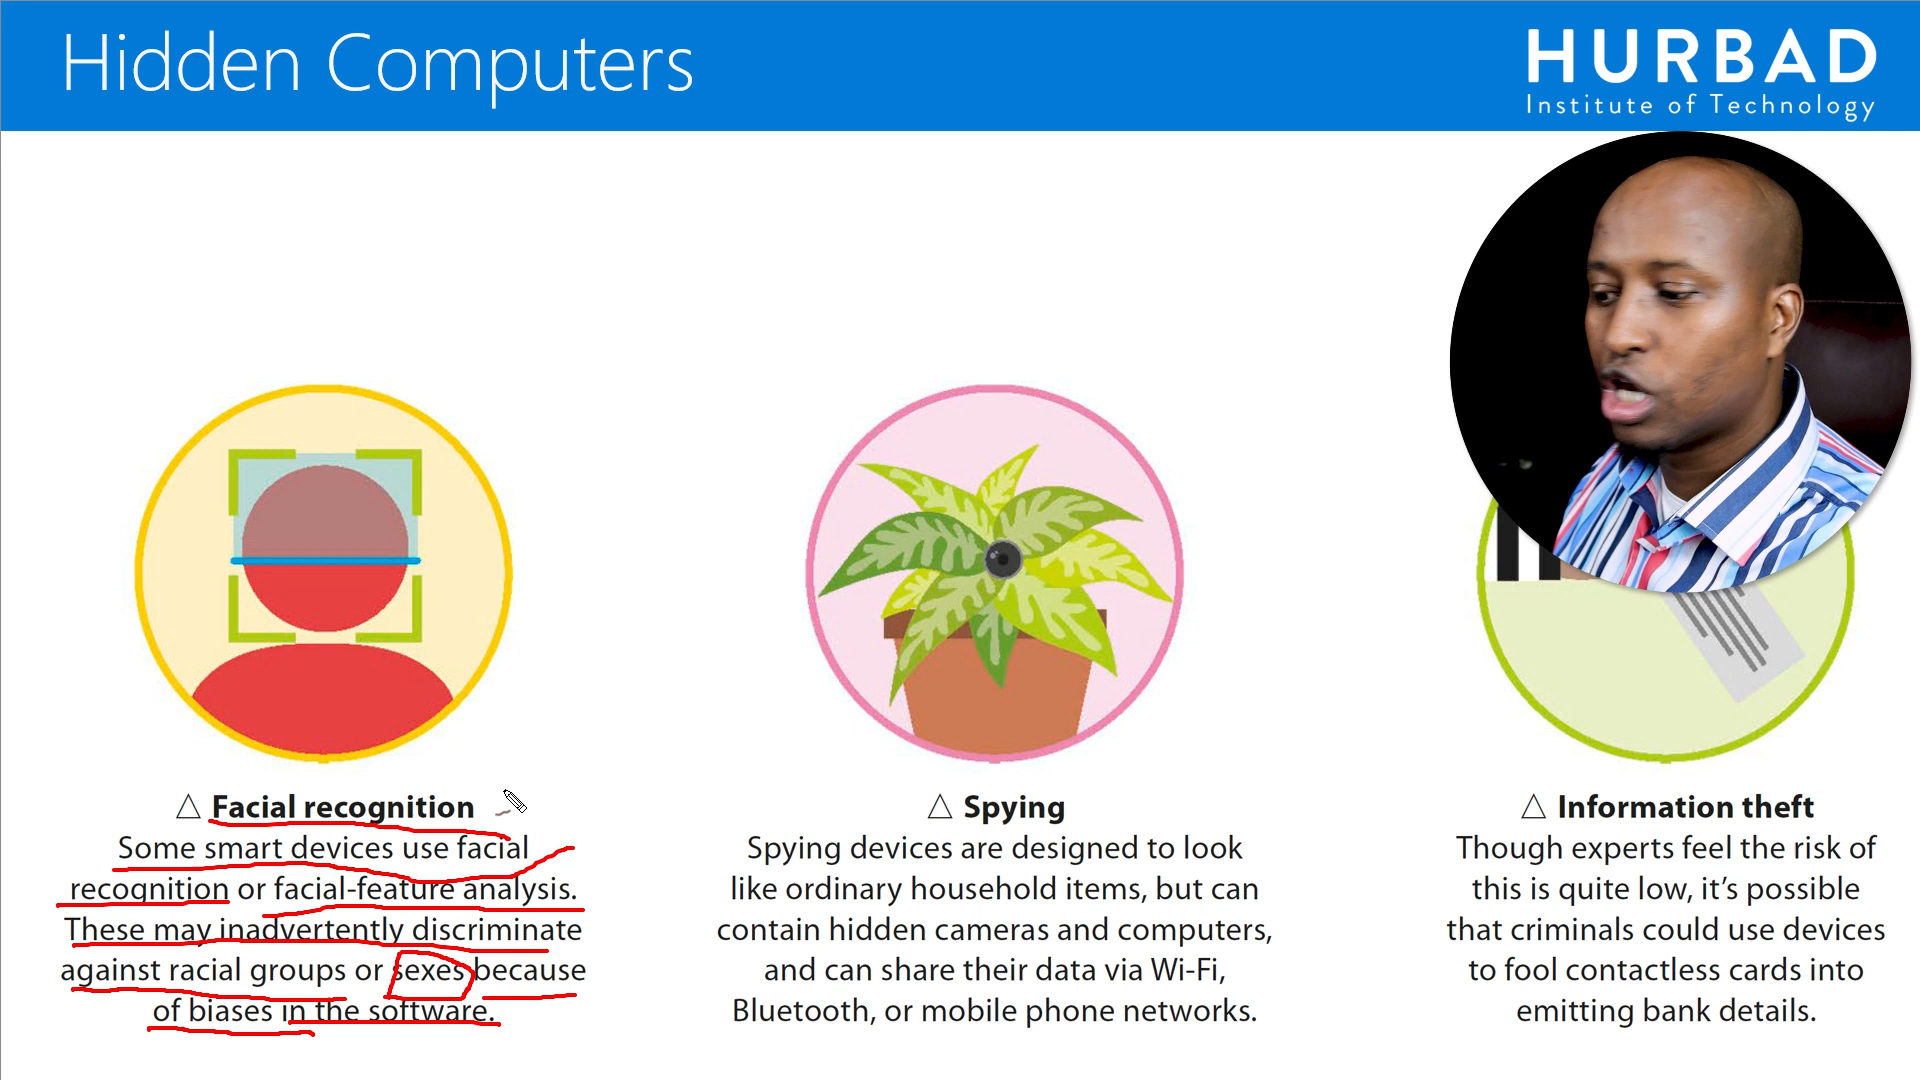 Hidden Computers
HURBAD
Institute of Technology
△ Facial recognition
Some smart devices use facial
recognition or facial-feature analysis.
These may inadvertently discriminate
against racial groups or sexes because
of biases in the software.
△ Spying
Spying devices are designed to look
like ordinary household items, but can
contain hidden cameras and computers,
and can share their data via Wi-Fi,
Bluetooth, or mobile phone networks.
△ Information theft
Though experts feel the risk of
this is quite low, it’s possible
that criminals could use devices
to fool contactless cards into
emitting bank details.